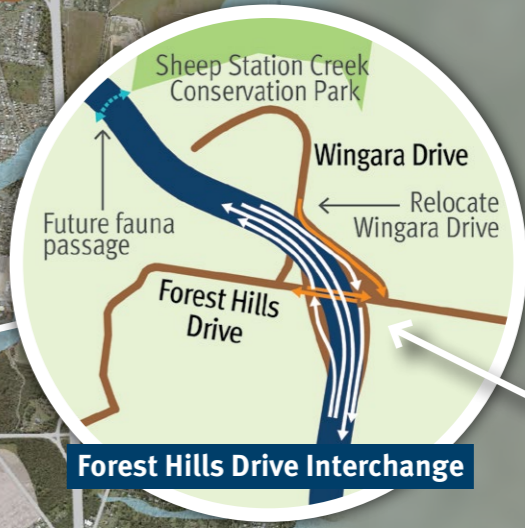 Sheep Station Creek
Conservation Park
Wingara Drive
Relocate
Wingara Drive
Future fauna
passage
Forest Hills
Drive
Forest Hills Drive Interchange